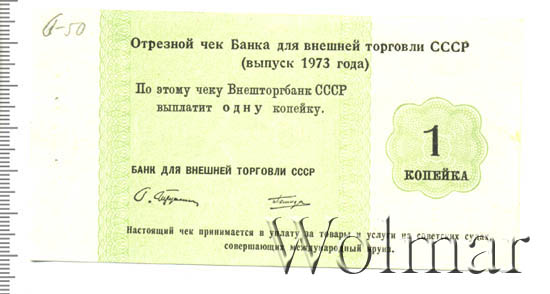 50
Отрезной чек Банка для внешней торговли СССР
(выпуск 1973 года)
По этому чеку Внешторгбанк СССР
выплатит одну копейку.
1
КОПЕЙКА
БАНК ДЛЯ ВНЕШНЕЙ ТОРГОВЛИ СССР
Настоящий чек принимается в уплату за товары и услуги на советских судах,
совершающих международный круиз.
Wolmar